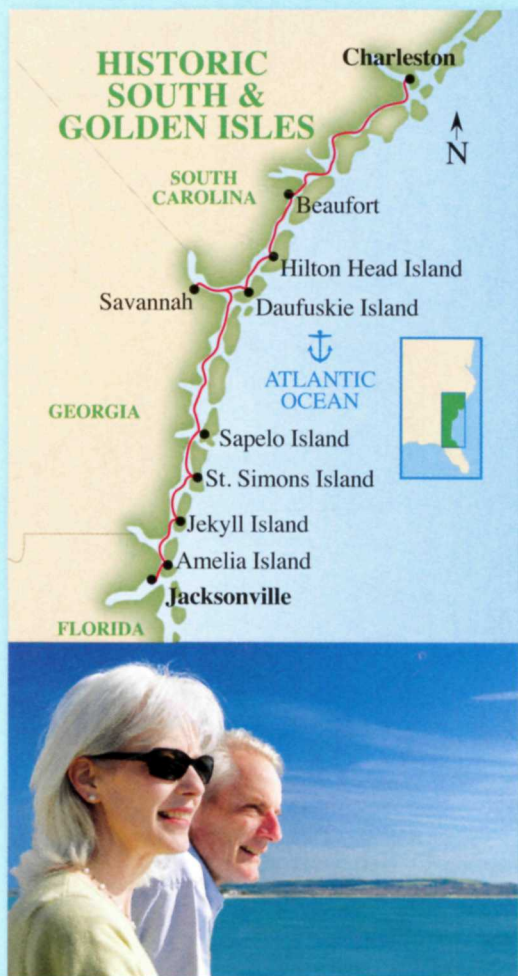 HISTORIC
SOUTH &
GOLDEN ISLES
Charleston
N
SOUTH
CAROLINA
Beaufort
Hilton Head Island
Savannah
Daufuskie Island
ATLANTIC
OCEAN
GEORGIA
Sapelo Island
St. Simons Island
Jekyll Island
Amelia Island
Jacksonville
FLORIDA